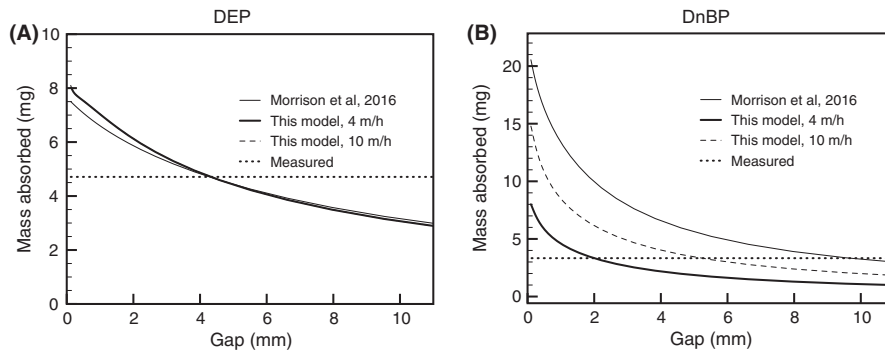 DEP
(A)
10
8
6
4
2
0
Mass absorbed (mg)
Morrison et al, 2016
This model, 4 m/h
This model, 10 m/h
Measured
0 2 4 6 8 10
Gap (mm)
DnBP
(B)
20
15
10
5
0
Mass absorbed (mg)
Morrison et al, 2016
This model, 4 m/h
This model, 10 m/h
Measured
0 2 4 6 8 10
Gap (mm)